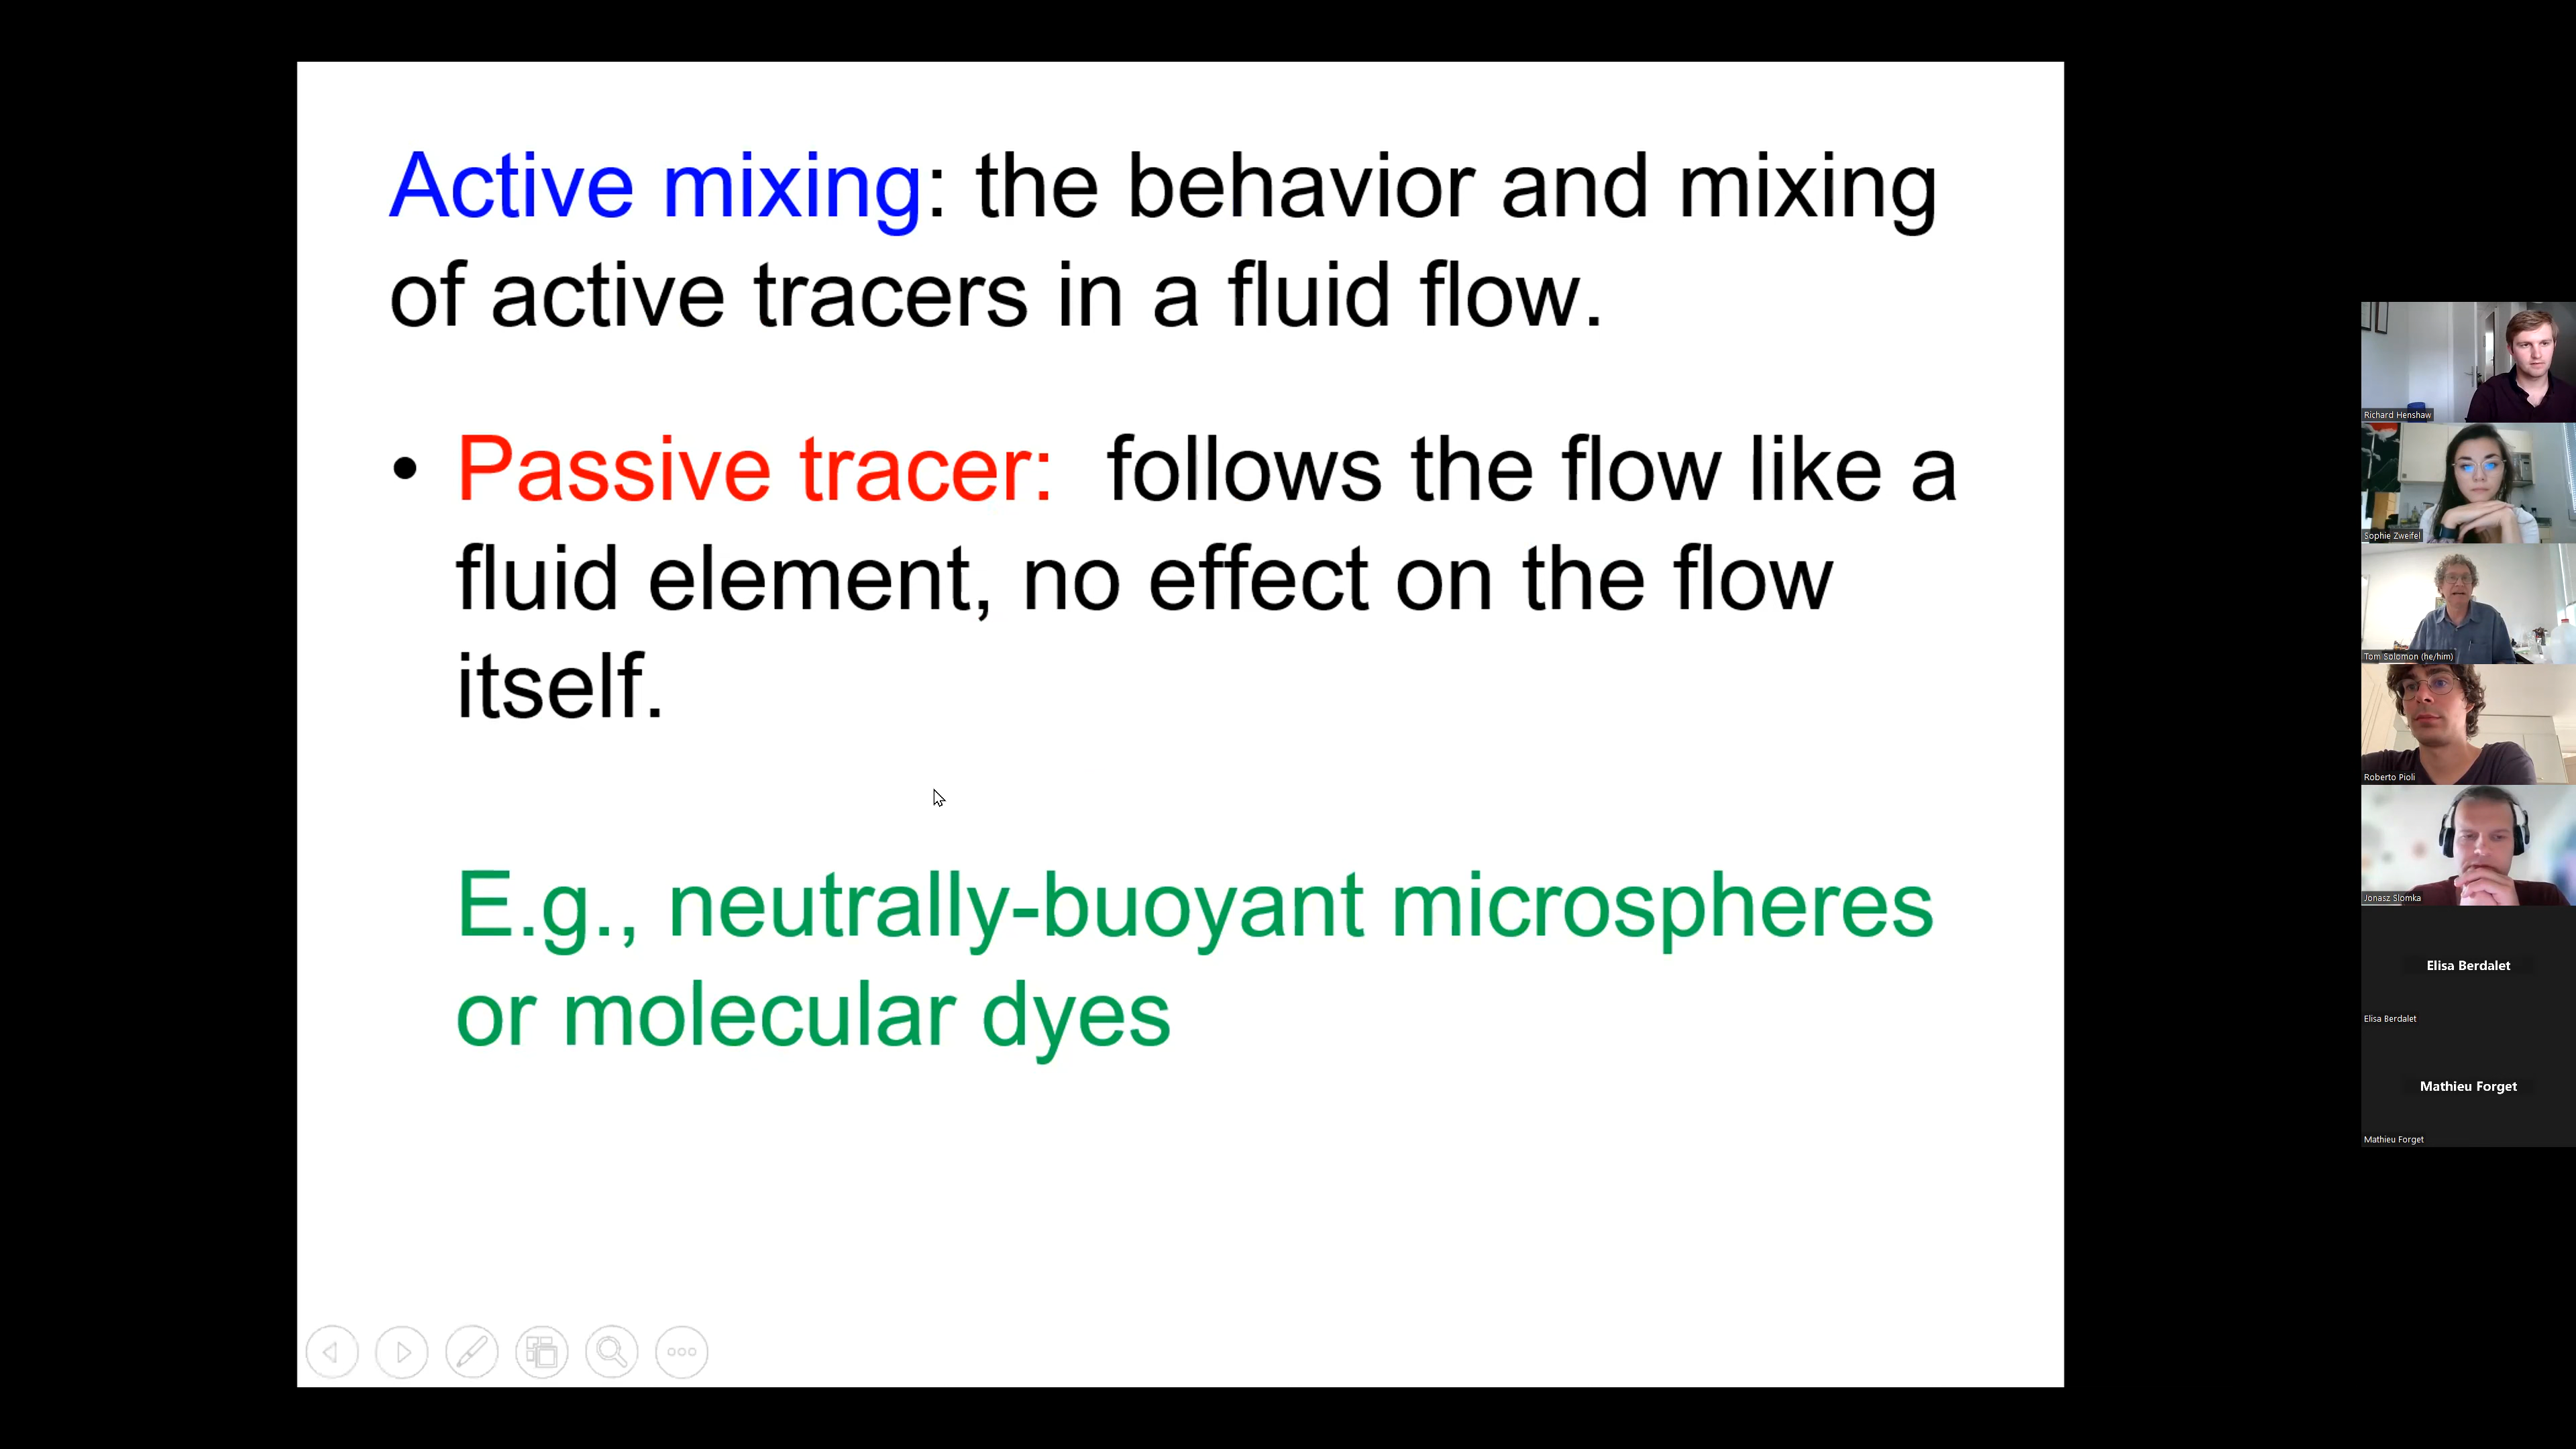 Active mixing: the behavior and mixing
of active tracers in a fluid flow.
• Passive tracer: follows the flow like a
fluid element, no effect on the flow
itself.
E.g., neutrally-buoyant microspheres
or molecular dyes
Richard Henshaw
Sophie Zweifel
Tom Solomon (he/him)
Roberto Pioli
Jonasz Slomka
Elisa Berdalet
Elisa Berdalet
Mathieu Forget
Mathieu Forget